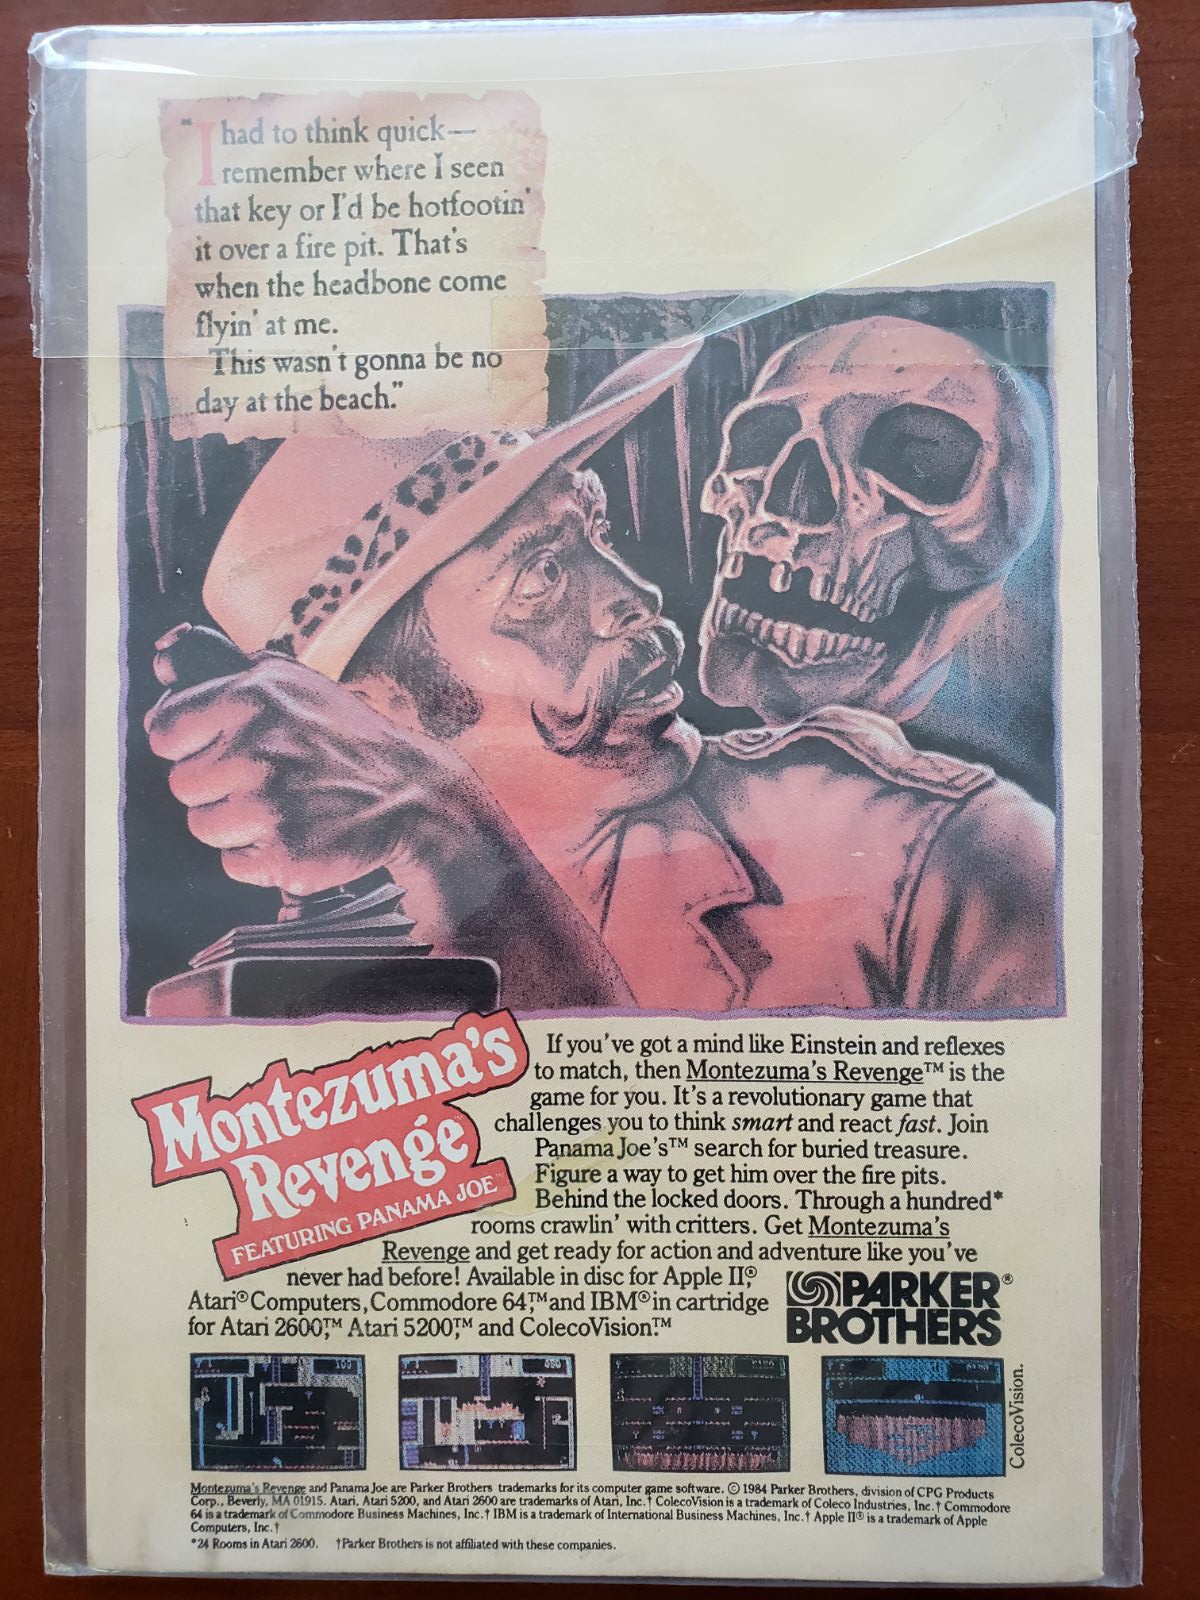 "I had to think quick—
remember where I seen
that key or I'd be hotfootin'
it over a fire pit. That's
when the headbone come
flyin' at me.
This wasn't gonna be no
day at the beach."
Montezuma's
Revenge™
FEATURING PANAMA JOE™
If you've got a mind like Einstein and reflexes
to match, then Montezuma's Revenge™ is the
game for you. It's a revolutionary game that
challenges you to think smart and react fast. Join
Panama Joe's™ search for buried treasure.
Figure a way to get him over the fire pits.
Behind the locked doors. Through a hundred*
rooms crawlin' with critters. Get Montezuma's
Revenge and get ready for action and adventure like you've
never had before! Available in disc for Apple II,®
Atari® Computers, Commodore 64,™ and IBM® in cartridge
for Atari 2600,™ Atari 5200,™ and ColecoVision.™
PARKER®
BROTHERS
ColecoVision.
Montezuma's Revenge and Panama Joe are Parker Brothers trademarks for its computer game software. © 1984 Parker Brothers, division of CPG Products
Corp., Beverly, MA 01915. Atari, Atari 5200, and Atari 2600 are trademarks of Atari, Inc.† ColecoVision is a trademark of Coleco Industries, Inc.† Commodore
64 is a trademark of Commodore Business Machines, Inc.† IBM is a trademark of International Business Machines, Inc.† Apple II® is a trademark of Apple
Computers, Inc.†
*24 Rooms in Atari 2600. †Parker Brothers is not affiliated with these companies.